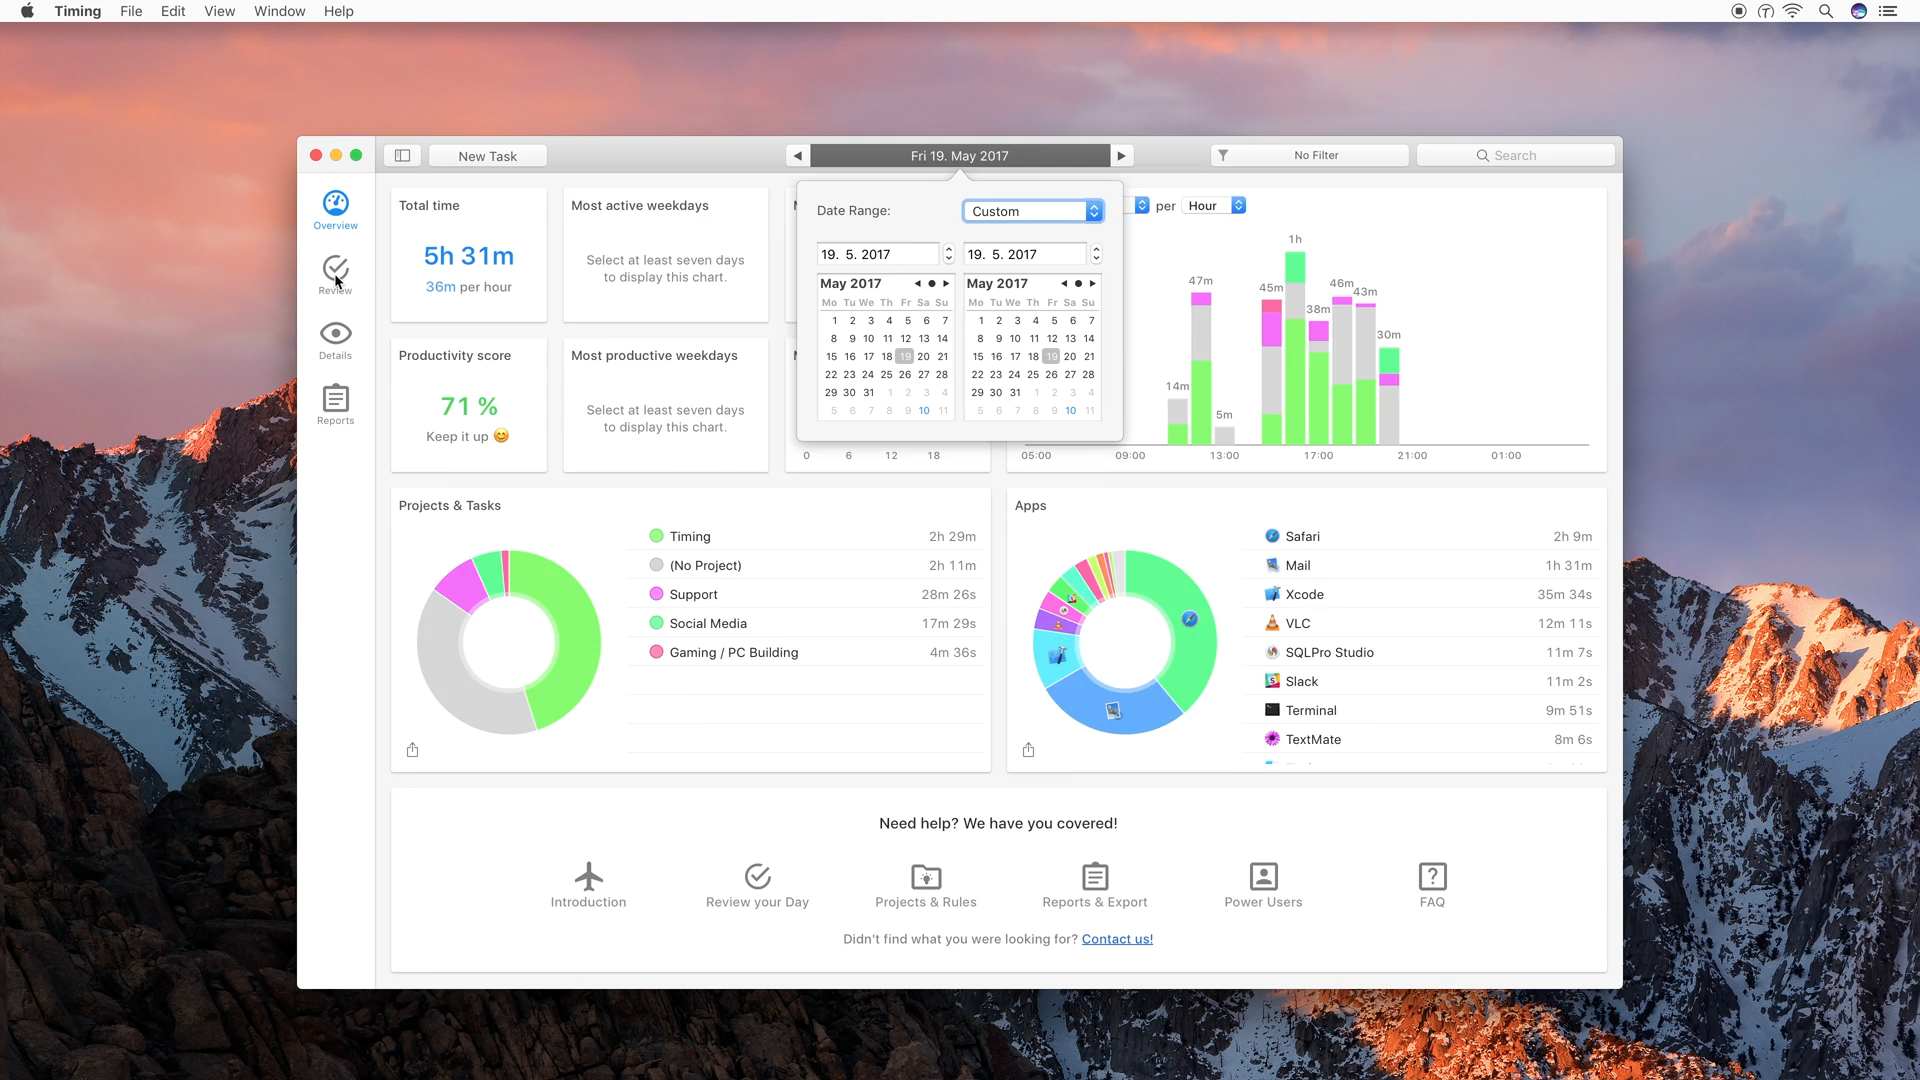 Timing File Edit View Window Help
New Task
Fri 19. May 2017
No Filter
Search
Overview
Review
Details
Reports
Total time
5h 31m
36m per hour
Most active weekdays
Select at least seven days
to display this chart.
Productivity score
71 %
Keep it up 😊
Most productive weekdays
Select at least seven days
to display this chart.
0 6 12 18
Date Range:
Custom
19. 5. 2017
19. 5. 2017
May 2017
Mo Tu We Th Fr Sa Su
1 2 3 4 5 6 7
8 9 10 11 12 13 14
15 16 17 18 19 20 21
22 23 24 25 26 27 28
29 30 31 1 2 3 4
5 6 7 8 9 10 11
May 2017
Mo Tu We Th Fr Sa Su
1 2 3 4 5 6 7
8 9 10 11 12 13 14
15 16 17 18 19 20 21
22 23 24 25 26 27 28
29 30 31 1 2 3 4
5 6 7 8 9 10 11
per Hour
14m
47m
5m
45m
1h
38m
46m
43m
30m
05:00 09:00 13:00 17:00 21:00 01:00
Projects & Tasks
Timing 2h 29m
(No Project) 2h 11m
Support 28m 26s
Social Media 17m 29s
Gaming / PC Building 4m 36s
Apps
Safari 2h 9m
Mail 1h 31m
Xcode 35m 34s
VLC 12m 11s
SQLPro Studio 11m 7s
Slack 11m 2s
Terminal 9m 51s
TextMate 8m 6s
Need help? We have you covered!
Introduction
Review your Day
Projects & Rules
Reports & Export
Power Users
FAQ
Didn't find what you were looking for? Contact us!